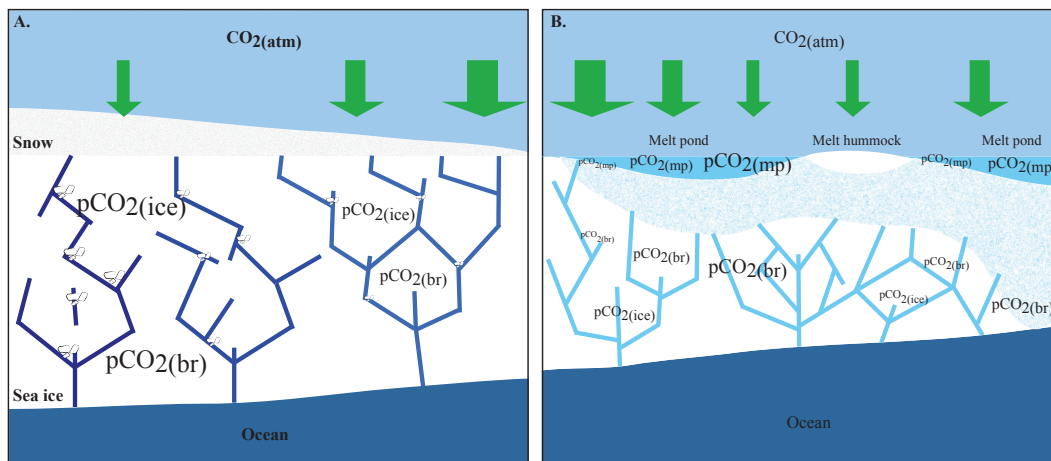 A.
CO2(atm)
Snow
pCO2(ice)
pCO2(ice)
pCO2(br)
pCO2(br)
Sea ice
Ocean
B.
CO2(atm)
Melt pond
Melt hummock
Melt pond
pCO2(mp)
pCO2(mp)
pCO2(mp)
pCO2(mp)
pCO2(mp
pCO2(br)
pCO2(br)
pCO2(br)
pCO2(br)
pCO2(ice)
pCO2(ice)
pCO2(br)
Ocean